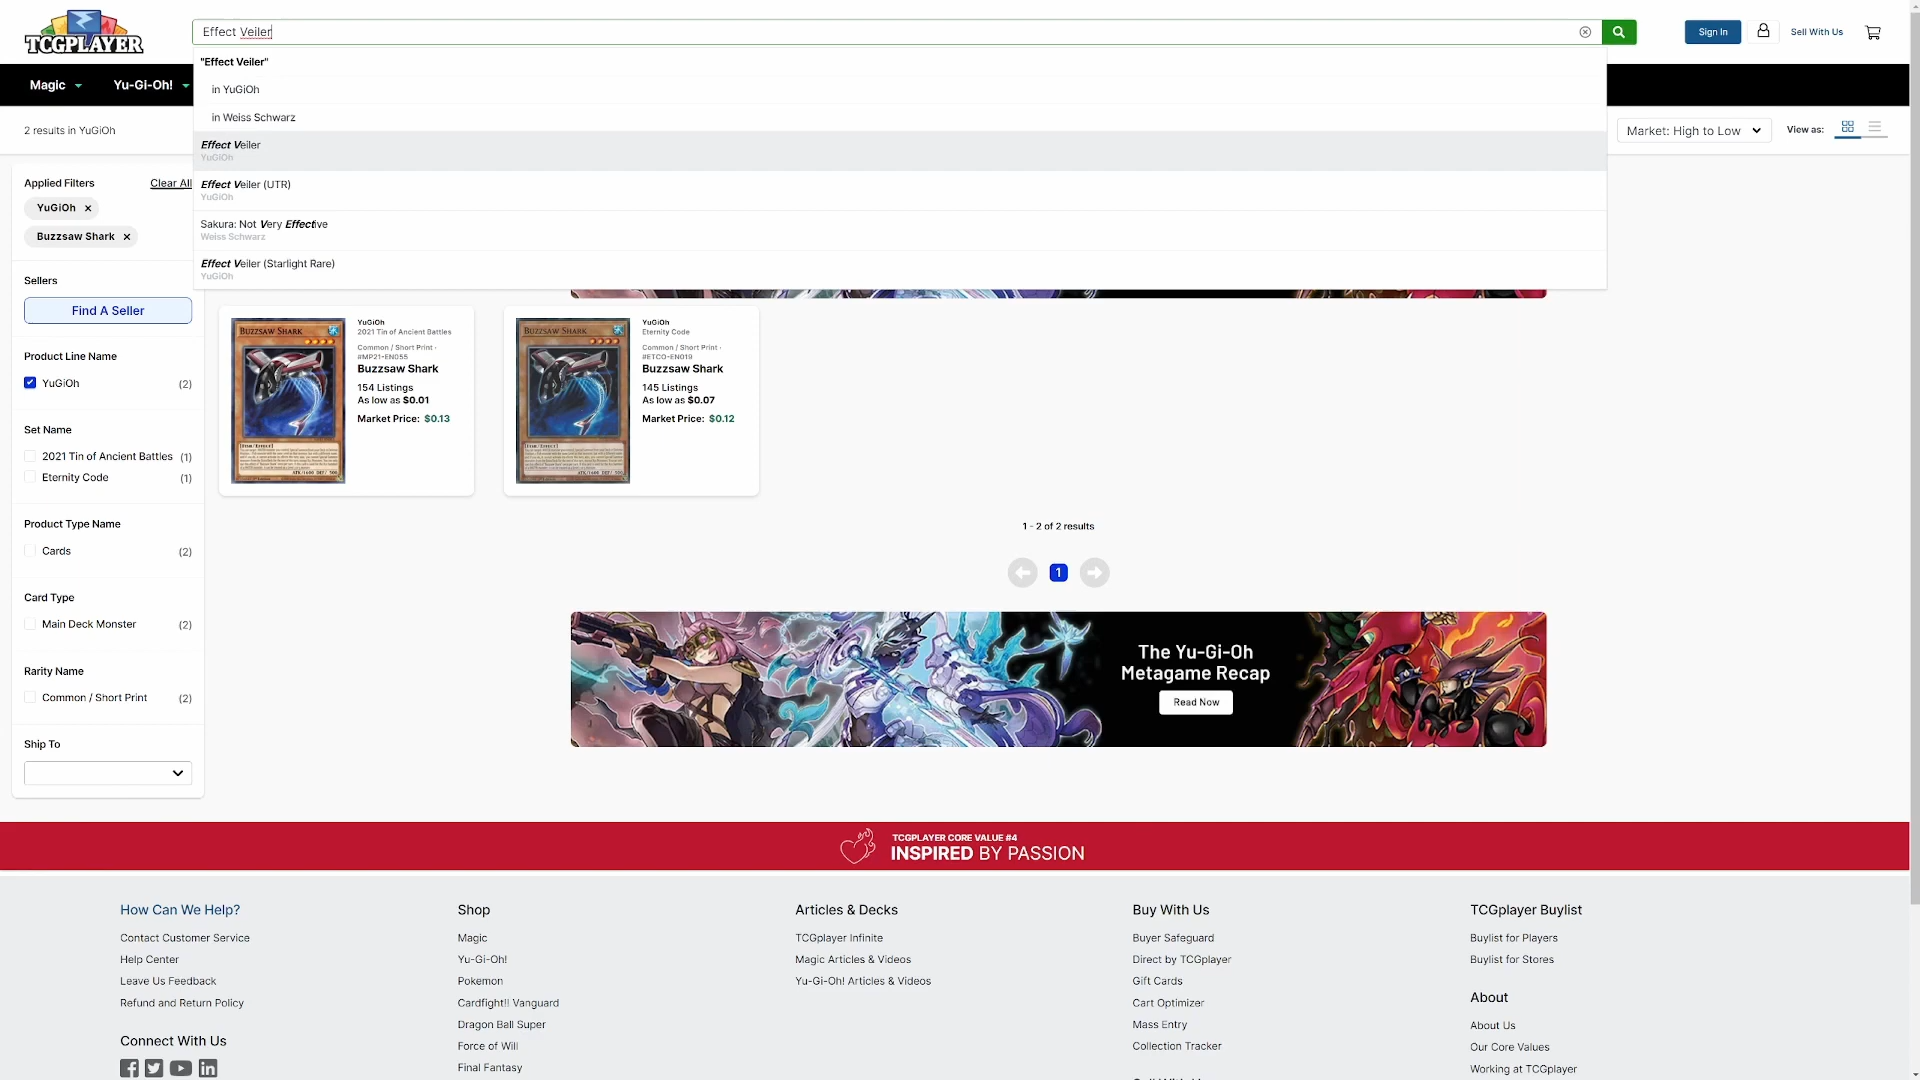 TCGPLAYER
Effect Veiler
Sign In
Sell With Us
"Effect Veiler"
in YuGiOh
in Weiss Schwarz
Effect Veiler
YuGiOh
Effect Veiler (UTR)
YuGiOh
Sakura: Not Very Effective
Weiss Schwarz
Effect Veiler (Starlight Rare)
YuGiOh
Magic
Yu-Gi-Oh!
2 results in YuGiOh
Market: High to Low
View as:
Applied Filters
Clear All
YuGiOh
Buzzsaw Shark
Sellers
Find A Seller
Product Line Name
YuGiOh (2)
Set Name
2021 Tin of Ancient Battles (1)
Eternity Code (1)
Product Type Name
Cards (2)
Card Type
Main Deck Monster (2)
Rarity Name
Common / Short Print (2)
Ship To
BUZZSAW SHARK
YuGiOh
2021 Tin of Ancient Battles
Common / Short Print ·
#MP21-EN055
Buzzsaw Shark
154 Listings
As low as $0.01
Market Price: $0.13
BUZZSAW SHARK
YuGiOh
Eternity Code
Common / Short Print ·
#ETCO-EN019
Buzzsaw Shark
145 Listings
As low as $0.07
Market Price: $0.12
1 - 2 of 2 results
1
The Yu-Gi-Oh
Metagame Recap
Read Now
TCGPLAYER CORE VALUE #4
INSPIRED BY PASSION
How Can We Help?
Contact Customer Service
Help Center
Leave Us Feedback
Refund and Return Policy
Connect With Us
Shop
Magic
Yu-Gi-Oh!
Pokemon
Cardfight!! Vanguard
Dragon Ball Super
Force of Will
Final Fantasy
Articles & Decks
TCGplayer Infinite
Magic Articles & Videos
Yu-Gi-Oh! Articles & Videos
Buy With Us
Buyer Safeguard
Direct by TCGplayer
Gift Cards
Cart Optimizer
Mass Entry
Collection Tracker
TCGplayer Buylist
Buylist for Players
Buylist for Stores
About
About Us
Our Core Values
Working at TCGplayer